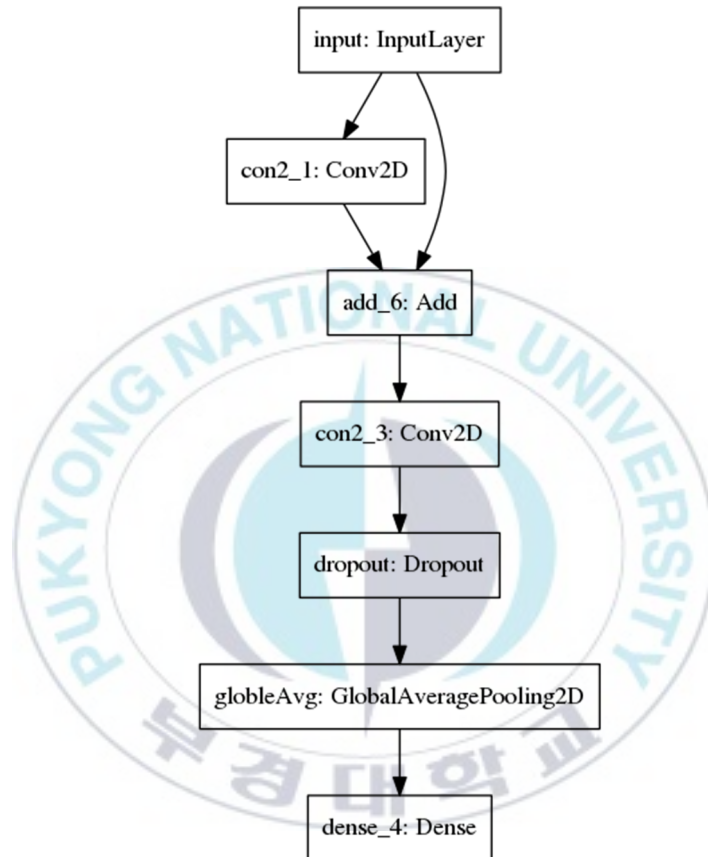 input: InputLayer
con2_1: Conv2D
add_6: Add
PUKYONG NATIONAL UNIVERSITY
con2_3: Conv2D
dropout: Dropout
globleAvg: GlobalAveragePooling2D
부경대학교
dense_4: Dense